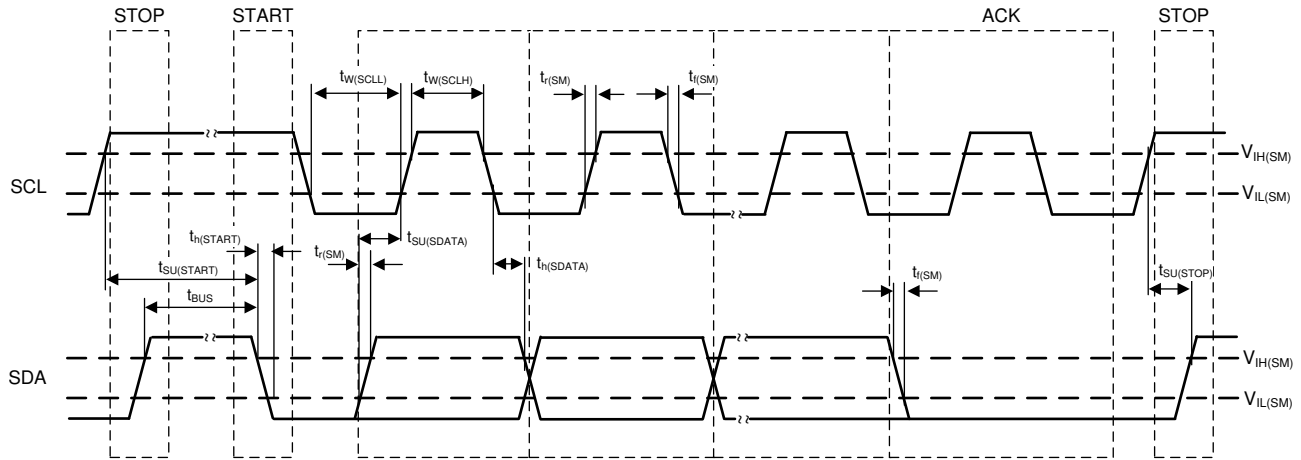 STOP START ACK STOP
tW(SCLL) tW(SCLH) tr(SM) tf(SM)
VIH(SM)
SCL
VIL(SM)
th(START) tr(SM) tSU(SDATA)
th(SDATA)
tSU(START) tf(SM) tSU(STOP)
tBUS
VIH(SM)
SDA
VIL(SM)